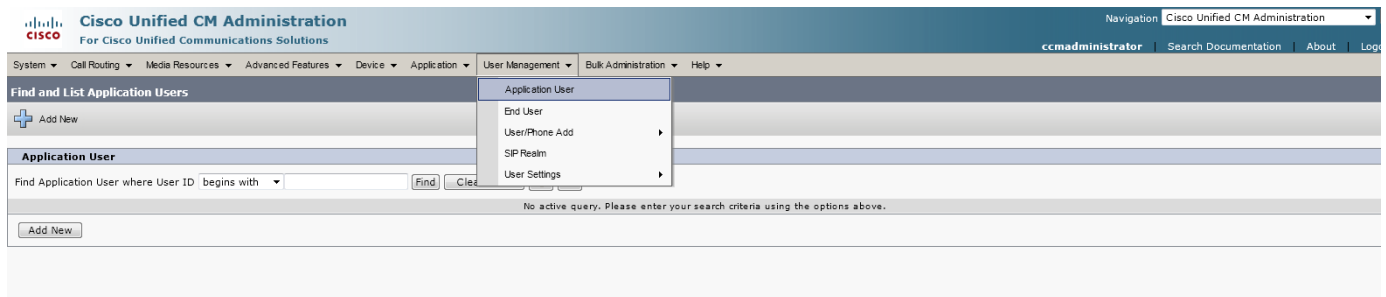 Cisco Unified CM Administration
CISCO
For Cisco Unified Communications Solutions
Navigation Cisco Unified CM Administration
ccmadministrator | Search Documentation | About | Logo
System Call Routing Media Resources Advanced Features Device Application User Management Bulk Administration Help
Find and List Application Users
Application User
End User
User/Phone Add
SIP Realm
User Settings
Add New
Application User
Find Application User where User ID begins with Find Clea
No active query. Please enter your search criteria using the options above.
Add New